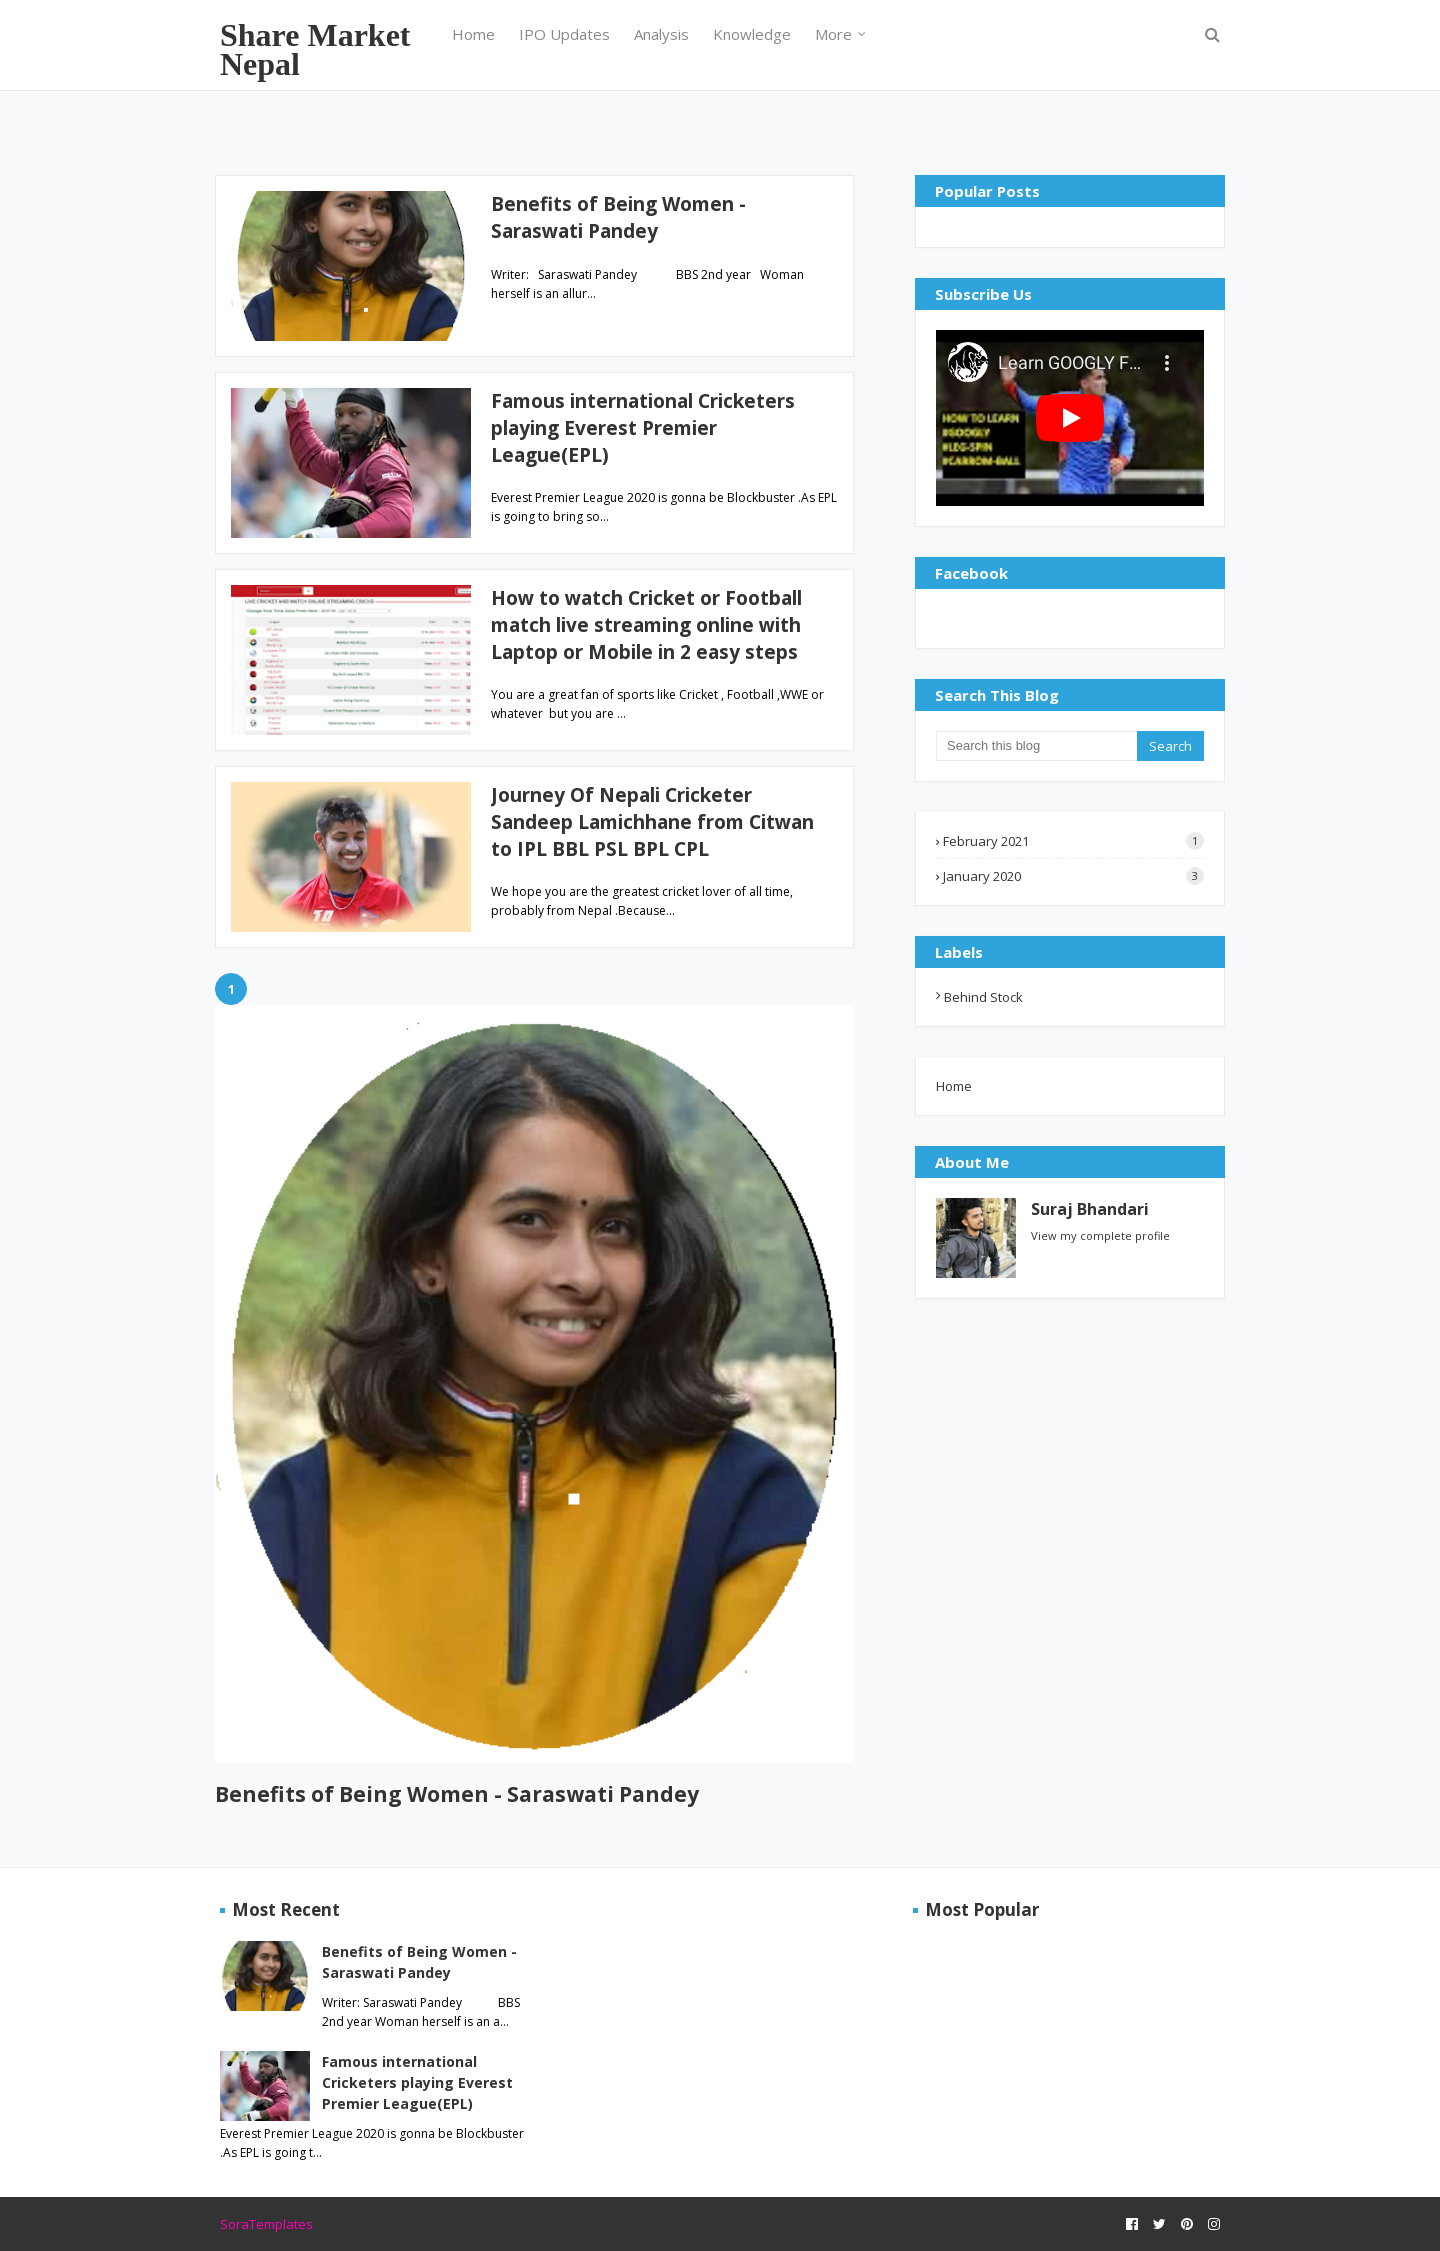 Share Market
Nepal
Home IPO Updates Analysis Knowledge More
Benefits of Being Women -
Saraswati Pandey
Writer: Saraswati Pandey BBS 2nd year Woman
herself is an allur...
Famous international Cricketers
playing Everest Premier
League(EPL)
Everest Premier League 2020 is gonna be Blockbuster .As EPL
is going to bring so...
LIVE CRICKET AND WATCH ONLINE STREAMING CRICHD
How to watch Cricket or Football
match live streaming online with
Laptop or Mobile in 2 easy steps
You are a great fan of sports like Cricket , Football ,WWE or
whatever but you are ...
Journey Of Nepali Cricketer
Sandeep Lamichhane from Citwan
to IPL BBL PSL BPL CPL
We hope you are the greatest cricket lover of all time,
probably from Nepal .Because...
1
Benefits of Being Women - Saraswati Pandey
Popular Posts
Subscribe Us
Learn GOOGLY F...
HOW TO LEARN
#GOOGLY
#LEG-SPIN
#CARROM-BALL
Facebook
Search This Blog
Search this blog Search
› February 2021 1
› January 2020 3
Labels
Behind Stock
Home
About Me
Suraj Bhandari
View my complete profile
Most Recent
Benefits of Being Women -
Saraswati Pandey
Writer: Saraswati Pandey BBS
2nd year Woman herself is an a...
Famous international
Cricketers playing Everest
Premier League(EPL)
Everest Premier League 2020 is gonna be Blockbuster
.As EPL is going t...
Most Popular
SoraTemplates